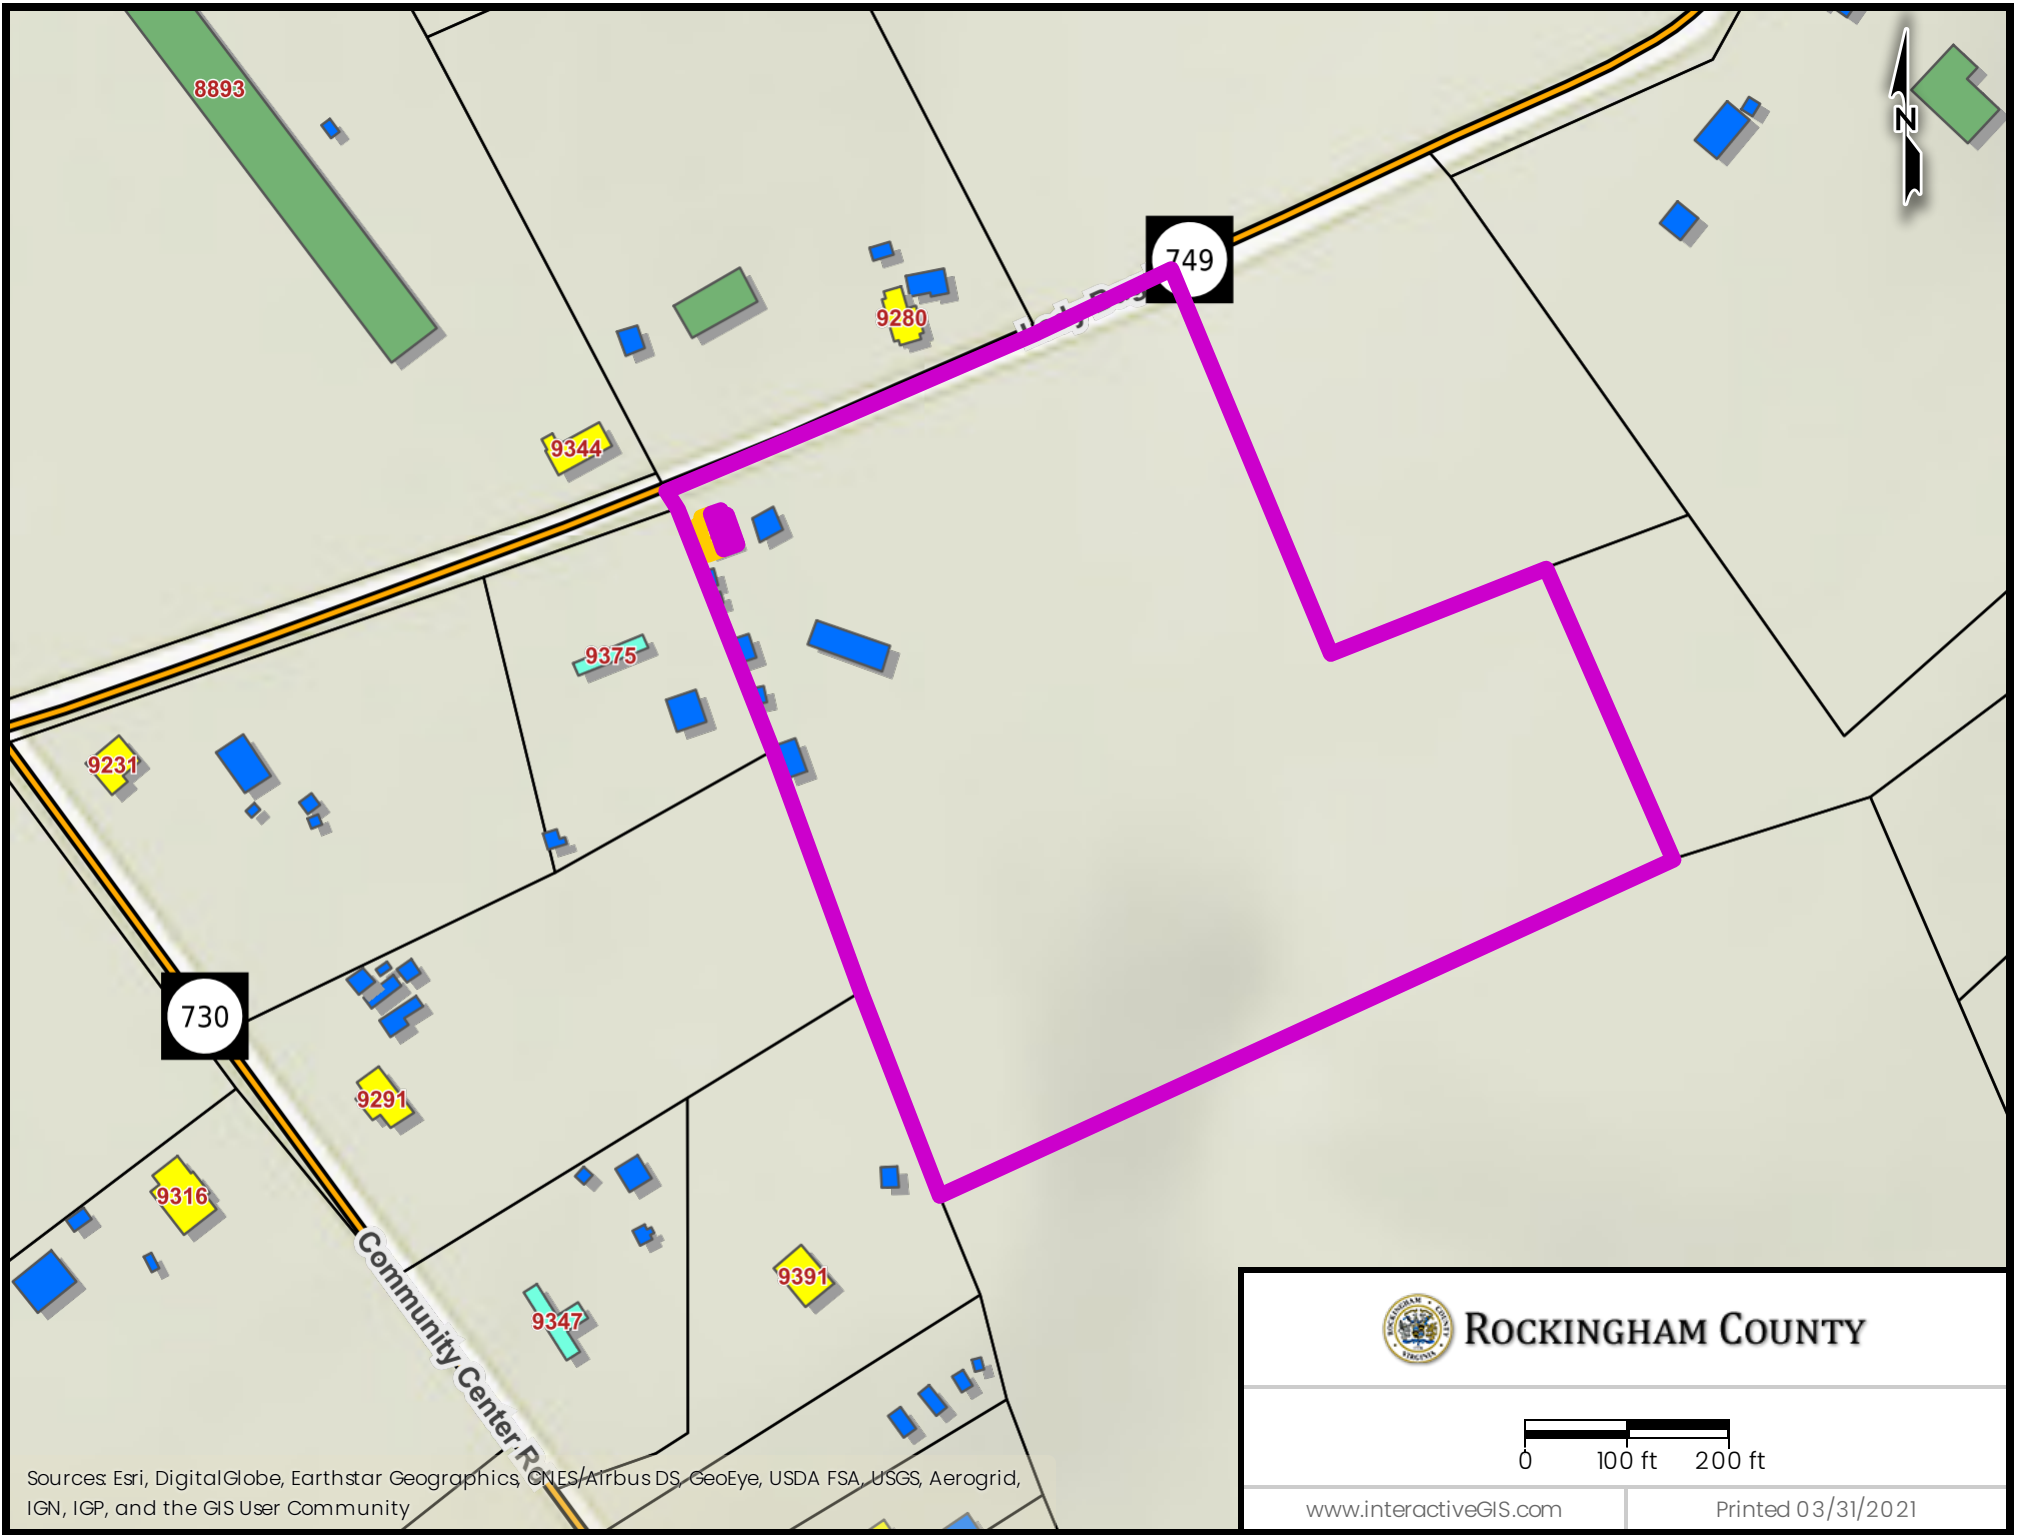 8893
N
749
9280
9344
9375
9231
730
9291
9316
9391
9347
Community Center Rd
ROCKINGHAM COUNTY
0 100 ft 200 ft
Sources: Esri, DigitalGlobe, Earthstar Geographics, CNES/Airbus DS, GeoEye, USDA FSA, USGS, Aerogrid,
IGN, IGP, and the GIS User Community
www.interactiveGIS.com
Printed 03/31/2021